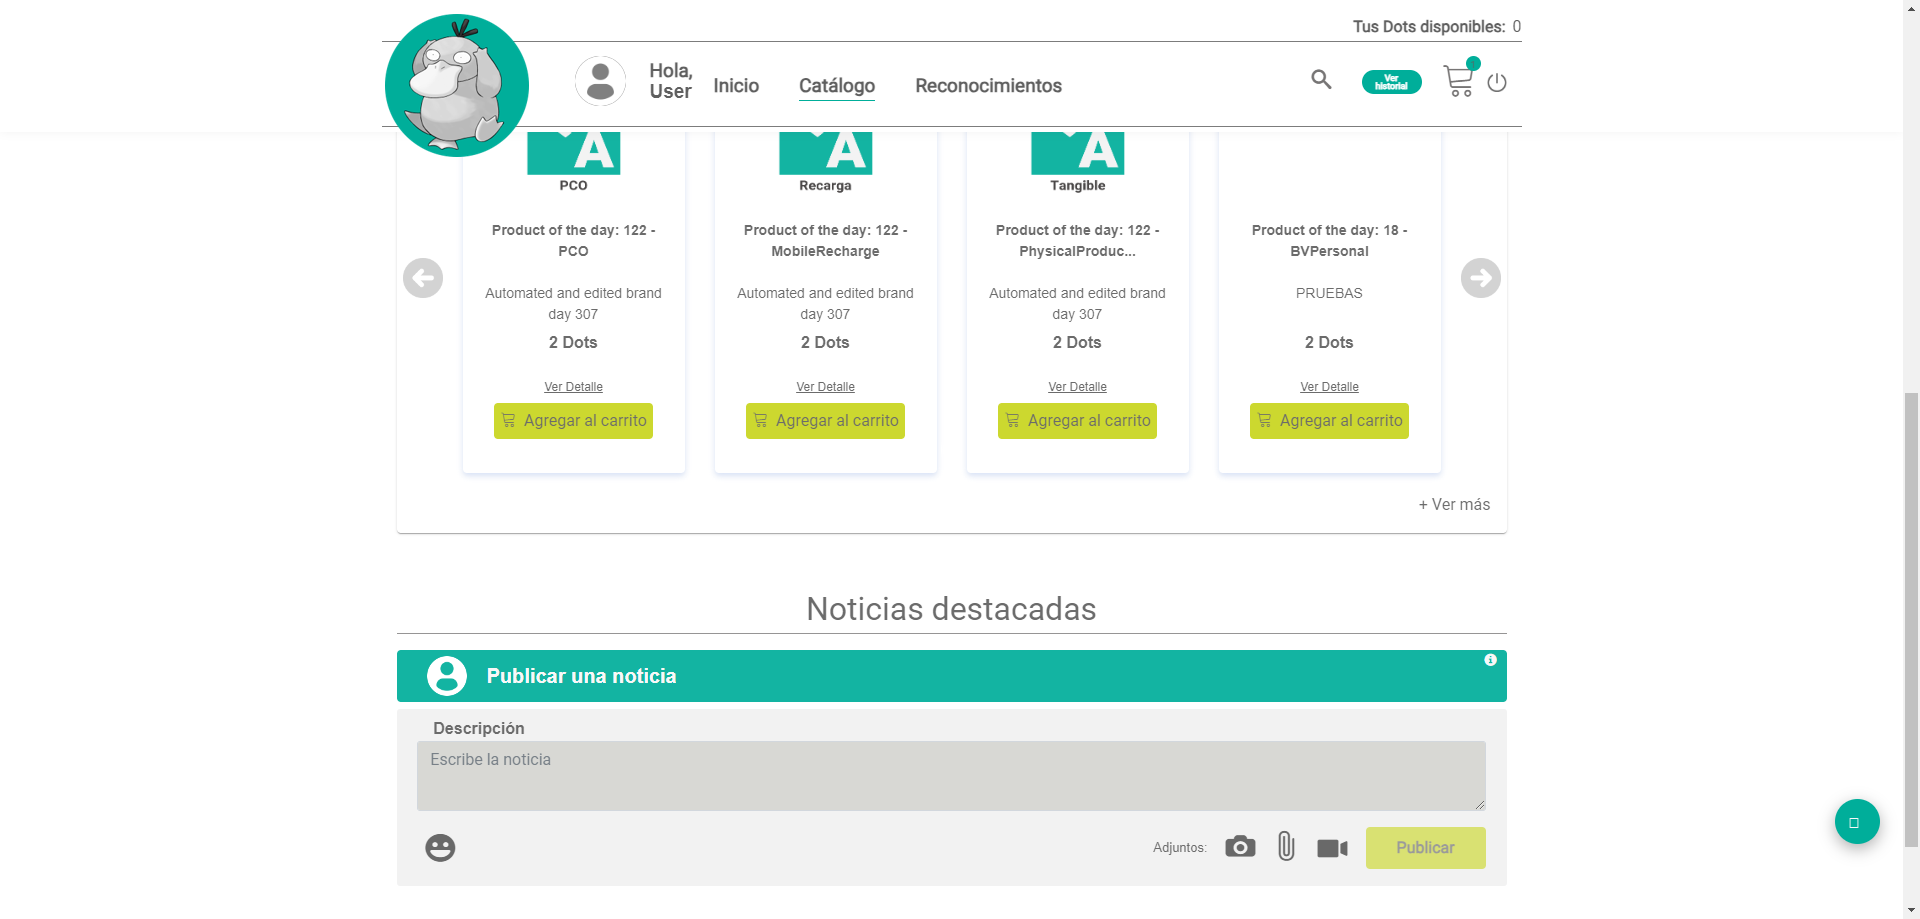 Tus Dots disponibles: 0
Hola,
User
Inicio
Catálogo
Reconocimientos
Ver
historial
A
PCO
A
Recarga
A
Tangible
Product of the day: 122 -
PCO
Product of the day: 122 -
MobileRecharge
Product of the day: 122 -
PhysicalProduc...
Product of the day: 18 -
BVPersonal
Automated and edited brand
day 307
Automated and edited brand
day 307
Automated and edited brand
day 307
PRUEBAS
2 Dots
2 Dots
2 Dots
2 Dots
Ver Detalle
Ver Detalle
Ver Detalle
Ver Detalle
Agregar al carrito
Agregar al carrito
Agregar al carrito
Agregar al carrito
+ Ver más
Noticias destacadas
Publicar una noticia
Descripción
Escribe la noticia
Adjuntos:
Publicar